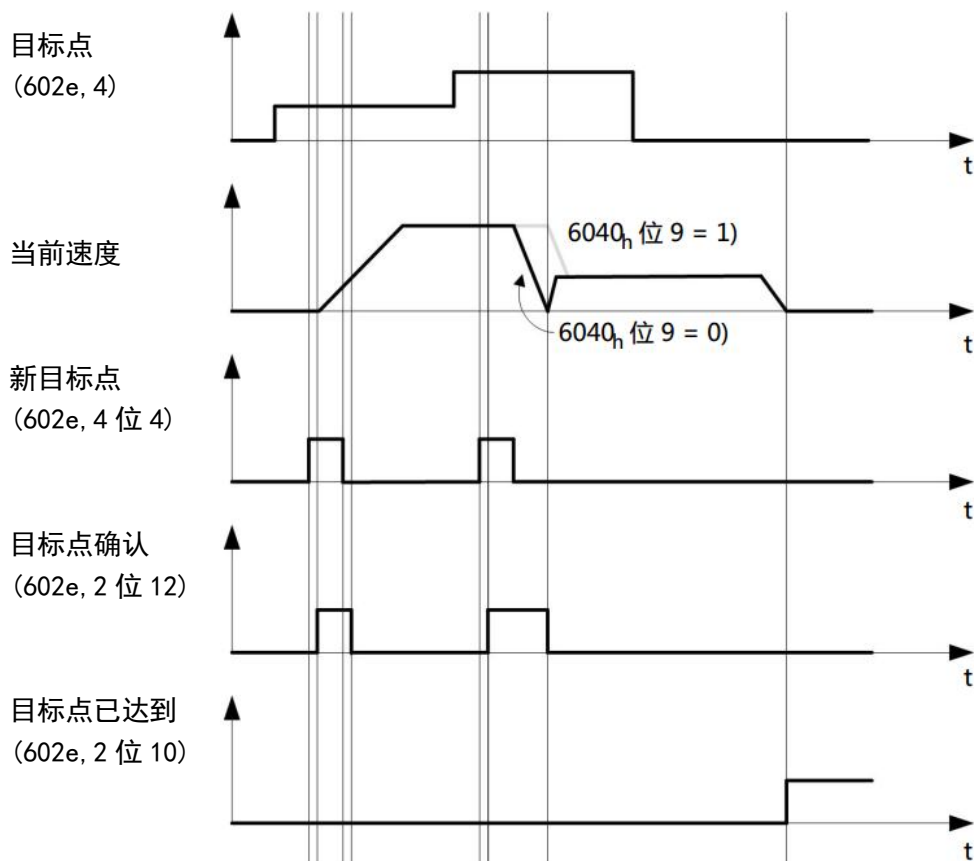 目标点
(602e, 4)
t
当前速度
6040h 位 9 = 1)
6040h 位 9 = 0)
t
新目标点
(602e, 4 位 4)
t
目标点确认
(602e, 2 位 12)
t
目标点已达到
(602e, 2 位 10)
t